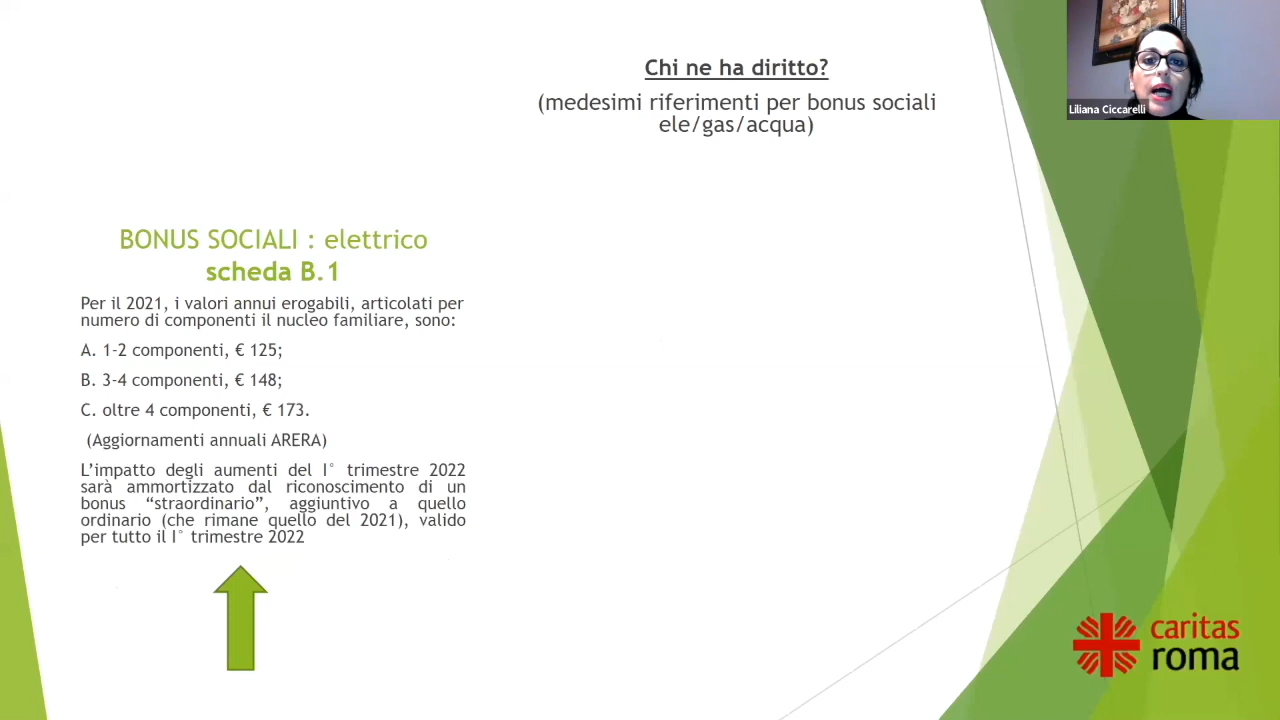 Chi ne ha diritto?
(medesimi riferimenti per bonus sociali
ele/gas/acqua)
Liliana Ciccarelli
BONUS SOCIALI : elettrico
scheda B.1
Per il 2021, i valori annui erogabili, articolati per
numero di componenti il nucleo familiare, sono:
A. 1-2 componenti, € 125;
B. 3-4 componenti, € 148;
C. oltre 4 componenti, € 173.
(Aggiornamenti annuali ARERA)
L'impatto degli aumenti del I° trimestre 2022
sarà ammortizzato dal riconoscimento di un
bonus “straordinario”, aggiuntivo a quello
ordinario (che rimane quello del 2021), valido
per tutto il I° trimestre 2022
caritas
roma